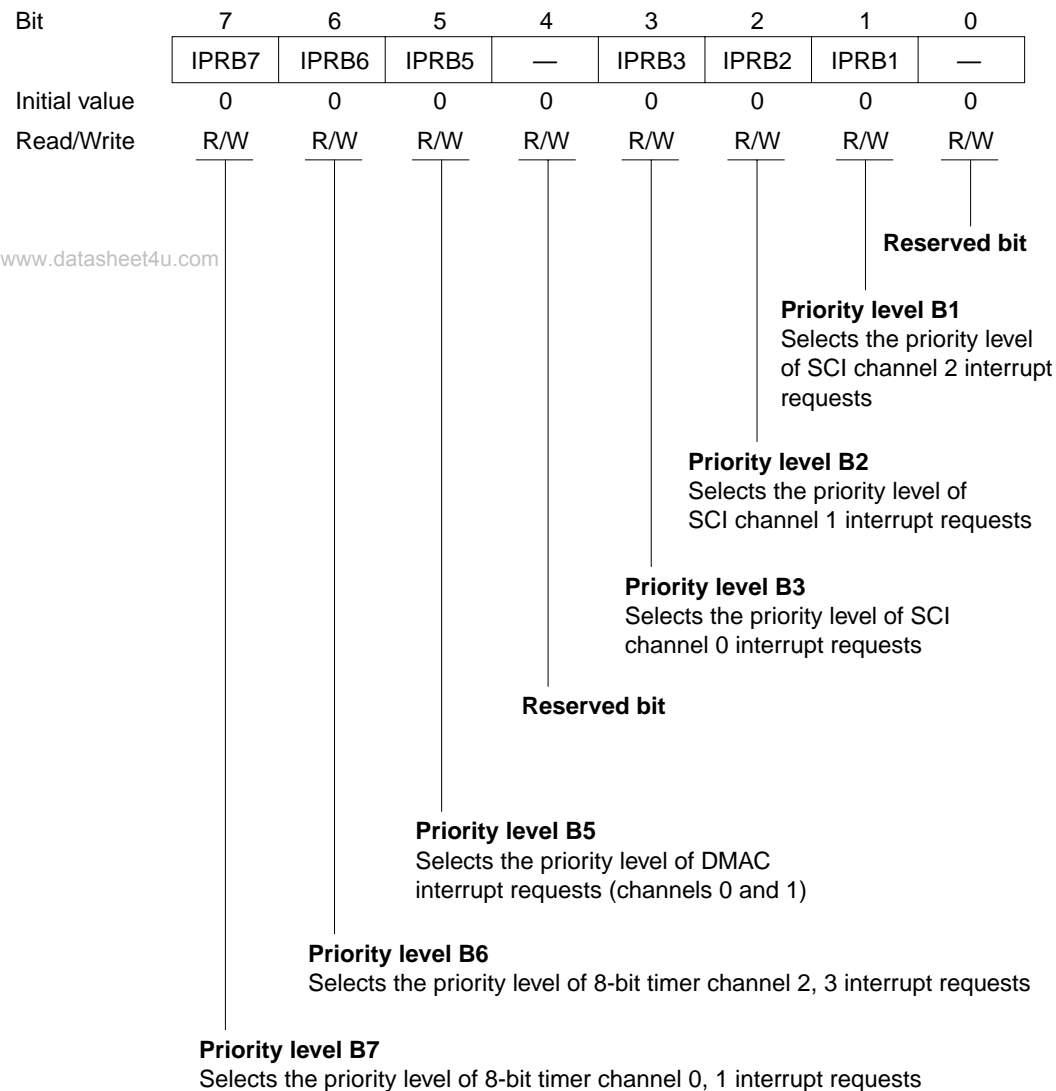 Bit 7 6 5 4 3 2 1 0
IPRB7 IPRB6 IPRB5 — IPRB3 IPRB2 IPRB1 —
Initial value 0 0 0 0 0 0 0 0
Read/Write R/W R/W R/W R/W R/W R/W R/W R/W
Reserved bit
www.datasheet4u.com
Priority level B1
Selects the priority level
of SCI channel 2 interrupt
requests
Priority level B2
Selects the priority level of
SCI channel 1 interrupt requests
Priority level B3
Selects the priority level of SCI
channel 0 interrupt requests
Reserved bit
Priority level B5
Selects the priority level of DMAC
interrupt requests (channels 0 and 1)
Priority level B6
Selects the priority level of 8-bit timer channel 2, 3 interrupt requests
Priority level B7
Selects the priority level of 8-bit timer channel 0, 1 interrupt requests